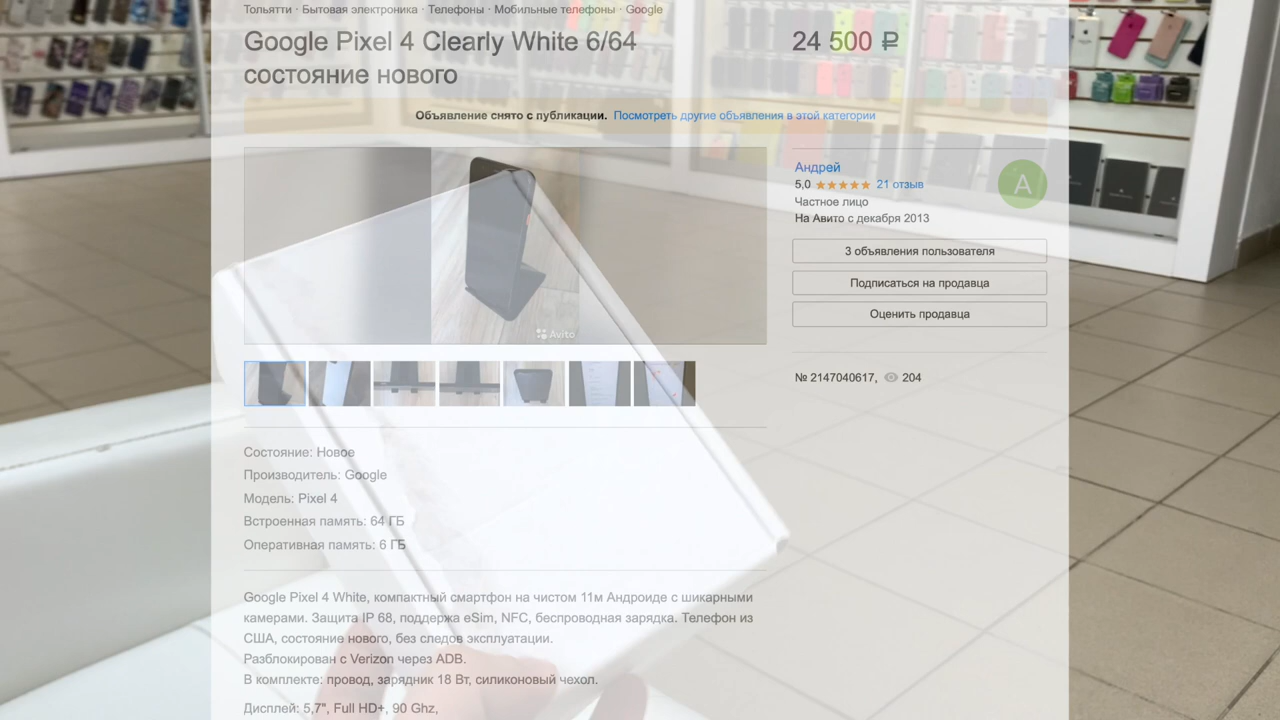 Тольятти · Бытовая электроника · Телефоны · Мобильные телефоны · Google
Google Pixel 4 Clearly White 6/64
состояние нового
24 500 ₽
Объявление снято с публикации. Посмотреть другие объявления в этой категории
Avito
Андрей
5,0 ★★★★★ 21 отзыв
Частное лицо
На Авито с декабря 2013
A
3 объявления пользователя
Подписаться на продавца
Оценить продавца
№ 2147040617, 204
Состояние: Новое
Производитель: Google
Модель: Pixel 4
Встроенная память: 64 ГБ
Оперативная память: 6 ГБ
Google Pixel 4 White, компактный смартфон на чистом 11м Андроиде с шикарными
камерами. Защита IP 68, поддержа eSim, NFC, беспроводная зарядка. Телефон из
США, состояние нового, без следов эксплуатации.
Разблокирован с Verizon через ADB.
В комплекте: провод, зарядник 18 Вт, силиконовый чехол.
Дисплей: 5,7", Full HD+, 90 Ghz,